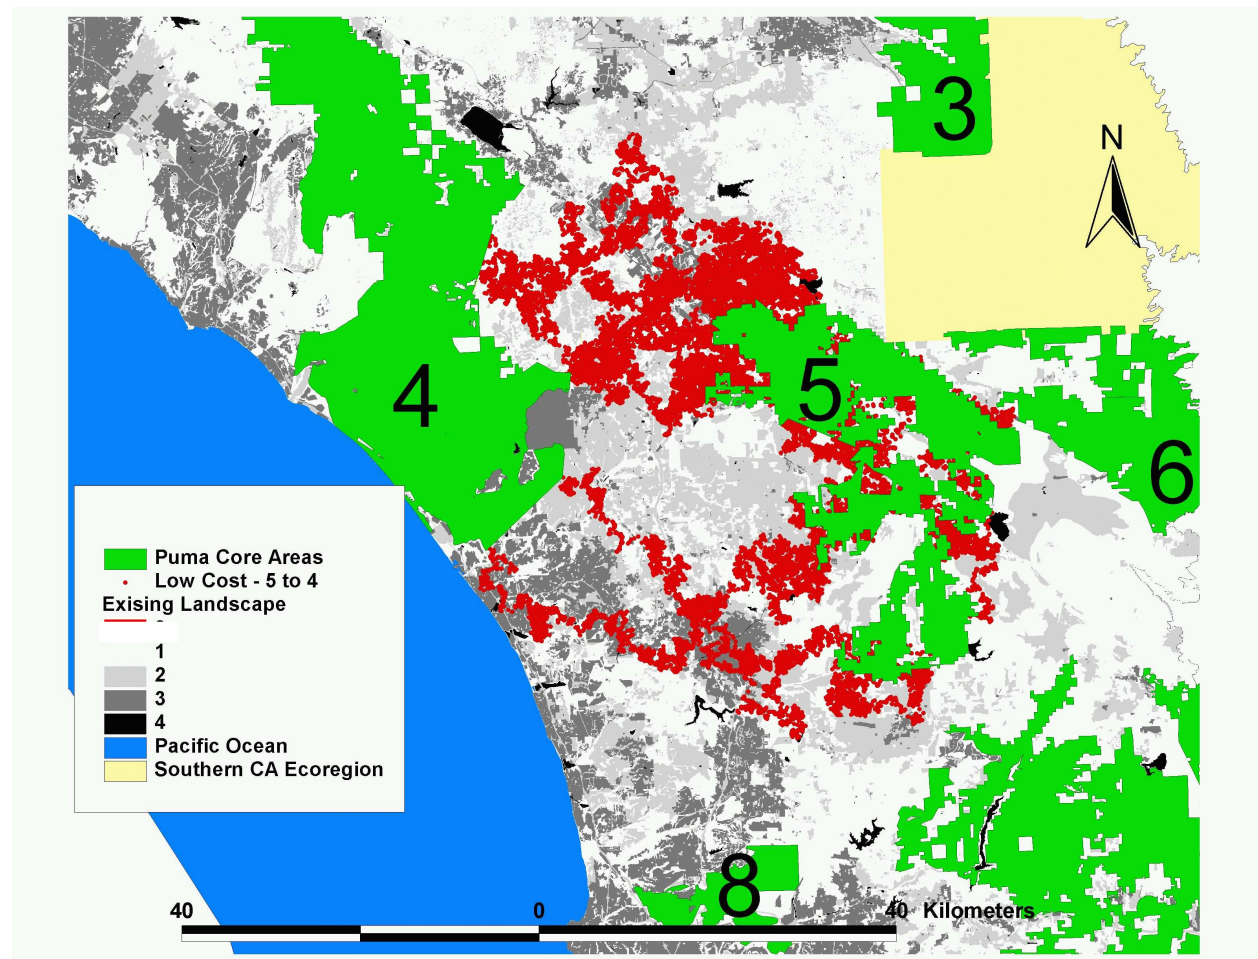 3
N
5
4
6
Puma Core Areas
Low Cost - 5 to 4
Exising Landscape
1
2
3
4
Pacific Ocean
Southern CA Ecoregion
8
40 0 40 Kilometers